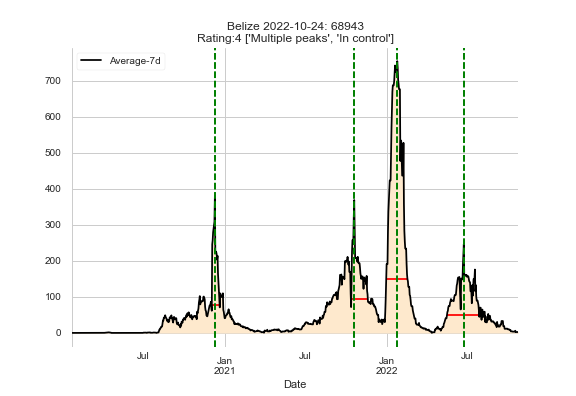 Belize 2022-10-24: 68943
Rating:4 ['Multiple peaks', 'In control']
Average-7d
700
600
500
400
300
200
100
0
Jul
Jan
2021
Jul
Jan
2022
Jul
Date